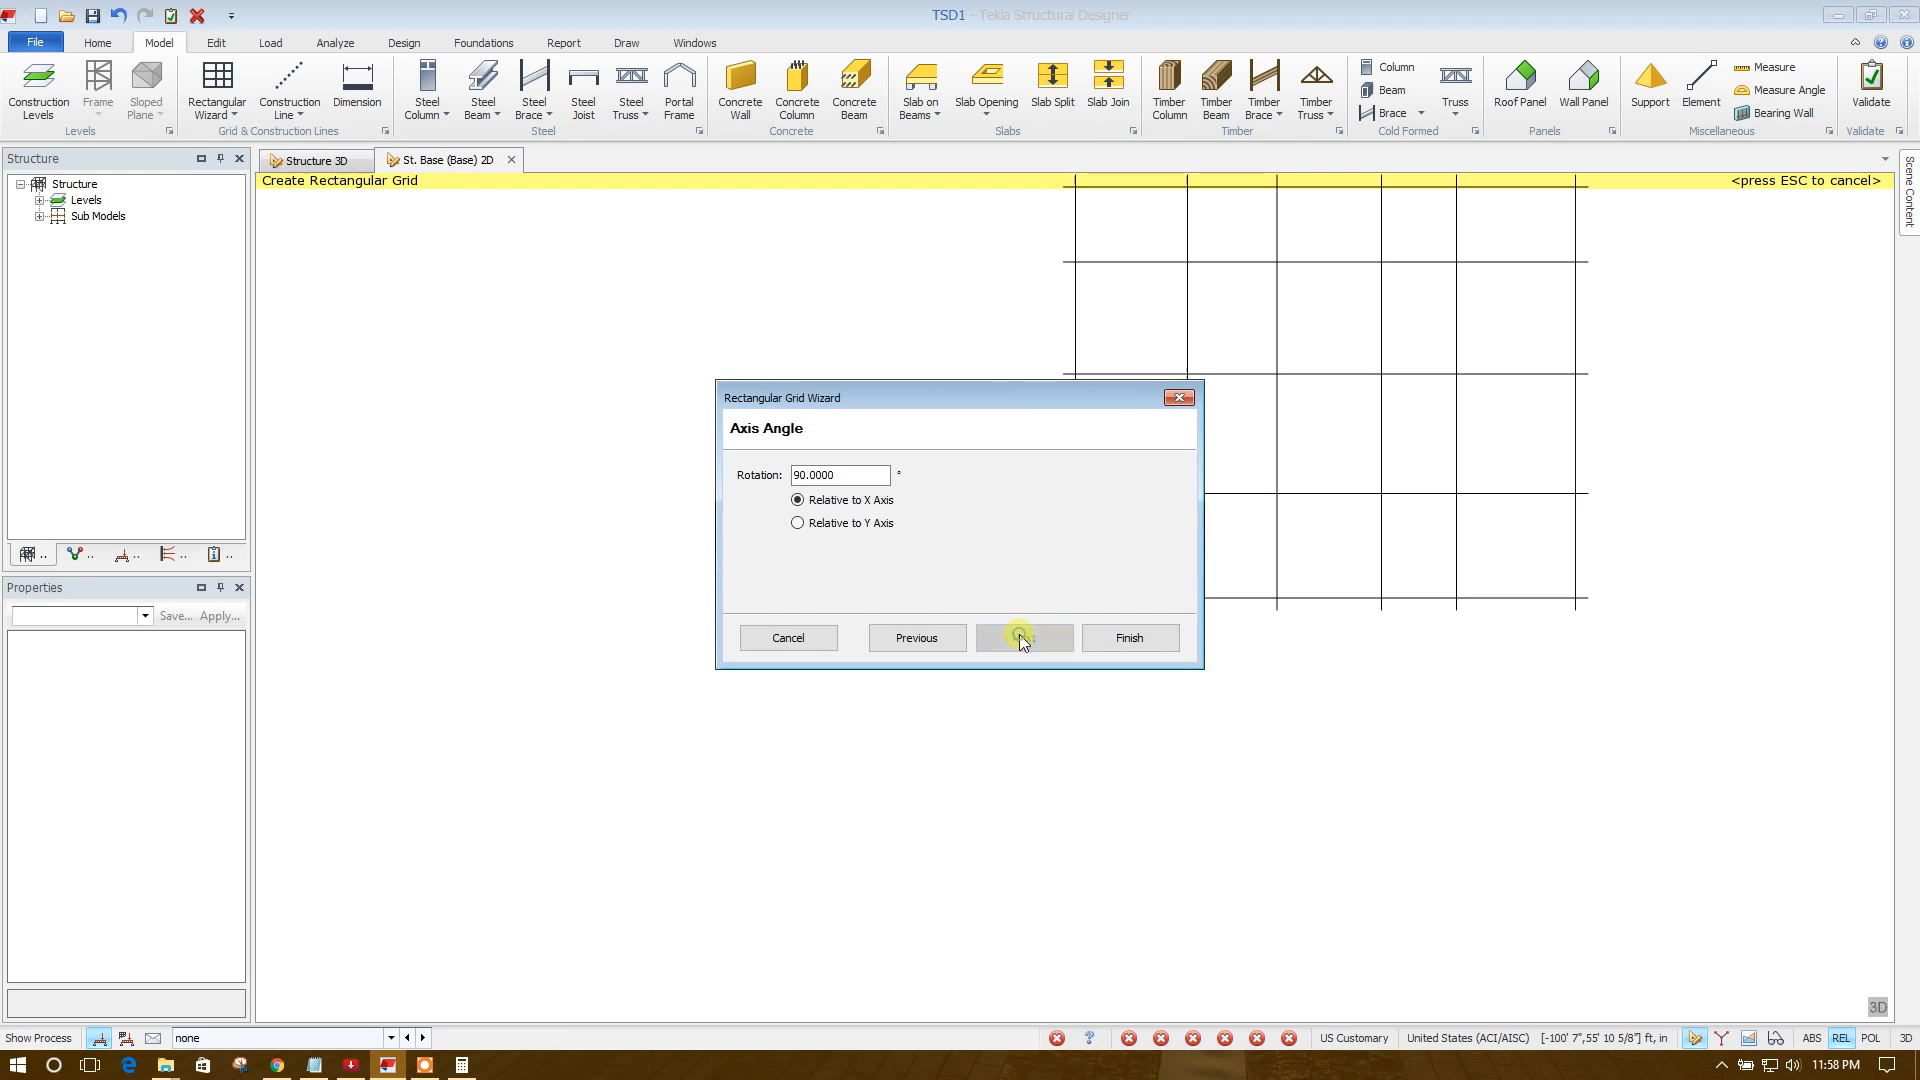 TSD1 - Tekla Structural Designer
File Home Model Edit Load Analyze Design Foundations Report Draw Windows
Construction Levels
Frame
Sloped Plane
Levels
Rectangular Wizard
Construction Line
Dimension
Grid & Construction Lines
Steel Column
Steel Beam
Steel Brace
Steel Joist
Steel Truss
Portal Frame
Steel
Concrete Wall
Concrete Column
Concrete Beam
Concrete
Slab on Beams
Slab Opening
Slab Split
Slab Join
Slabs
Timber Column
Timber Beam
Timber Brace
Timber Truss
Timber
Column
Beam
Brace
Truss
Cold Formed
Roof Panel
Wall Panel
Panels
Support
Element
Measure
Measure Angle
Bearing Wall
Miscellaneous
Validate
Validate
Structure
Structure
Levels
Sub Models
Structure 3D
St. Base (Base) 2D
Create Rectangular Grid
<press ESC to cancel>
Scene Content
Rectangular Grid Wizard
Axis Angle
Rotation: 90.0000 °
Relative to X Axis
Relative to Y Axis
Cancel Previous Finish
Properties
Save... Apply...
3D
Show Process none US Customary United States (ACI/AISC) [-100' 7",55' 10 5/8"] ft, in ABS REL POL 3D
11:58 PM